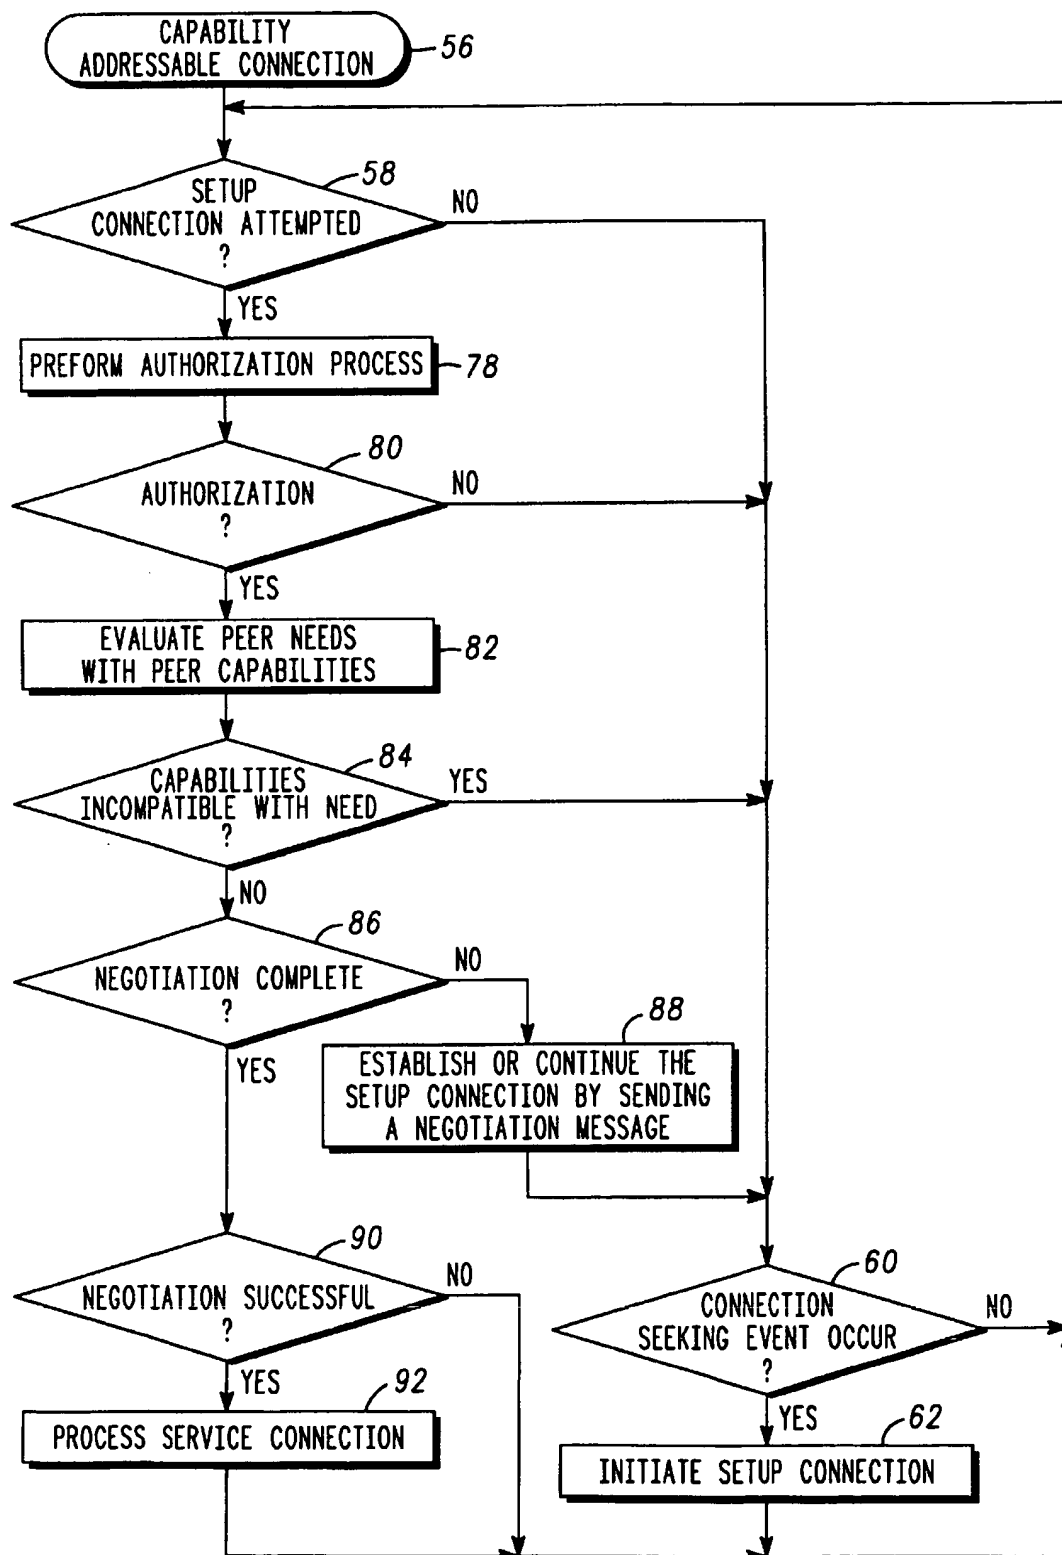 CAPABILITY
ADDRESSABLE CONNECTION
56
58
SETUP
CONNECTION ATTEMPTED
?
NO
YES
PREFORM AUTHORIZATION PROCESS
78
80
AUTHORIZATION
?
NO
YES
EVALUATE PEER NEEDS
WITH PEER CAPABILITIES
82
84
CAPABILITIES
INCOMPATIBLE WITH NEED
?
YES
NO
86
NEGOTIATION COMPLETE
?
NO
YES
88
ESTABLISH OR CONTINUE THE
SETUP CONNECTION BY SENDING
A NEGOTIATION MESSAGE
90
NEGOTIATION SUCCESSFUL
?
NO
YES
92
PROCESS SERVICE CONNECTION
60
CONNECTION
SEEKING EVENT OCCUR
?
NO
YES
62
INITIATE SETUP CONNECTION